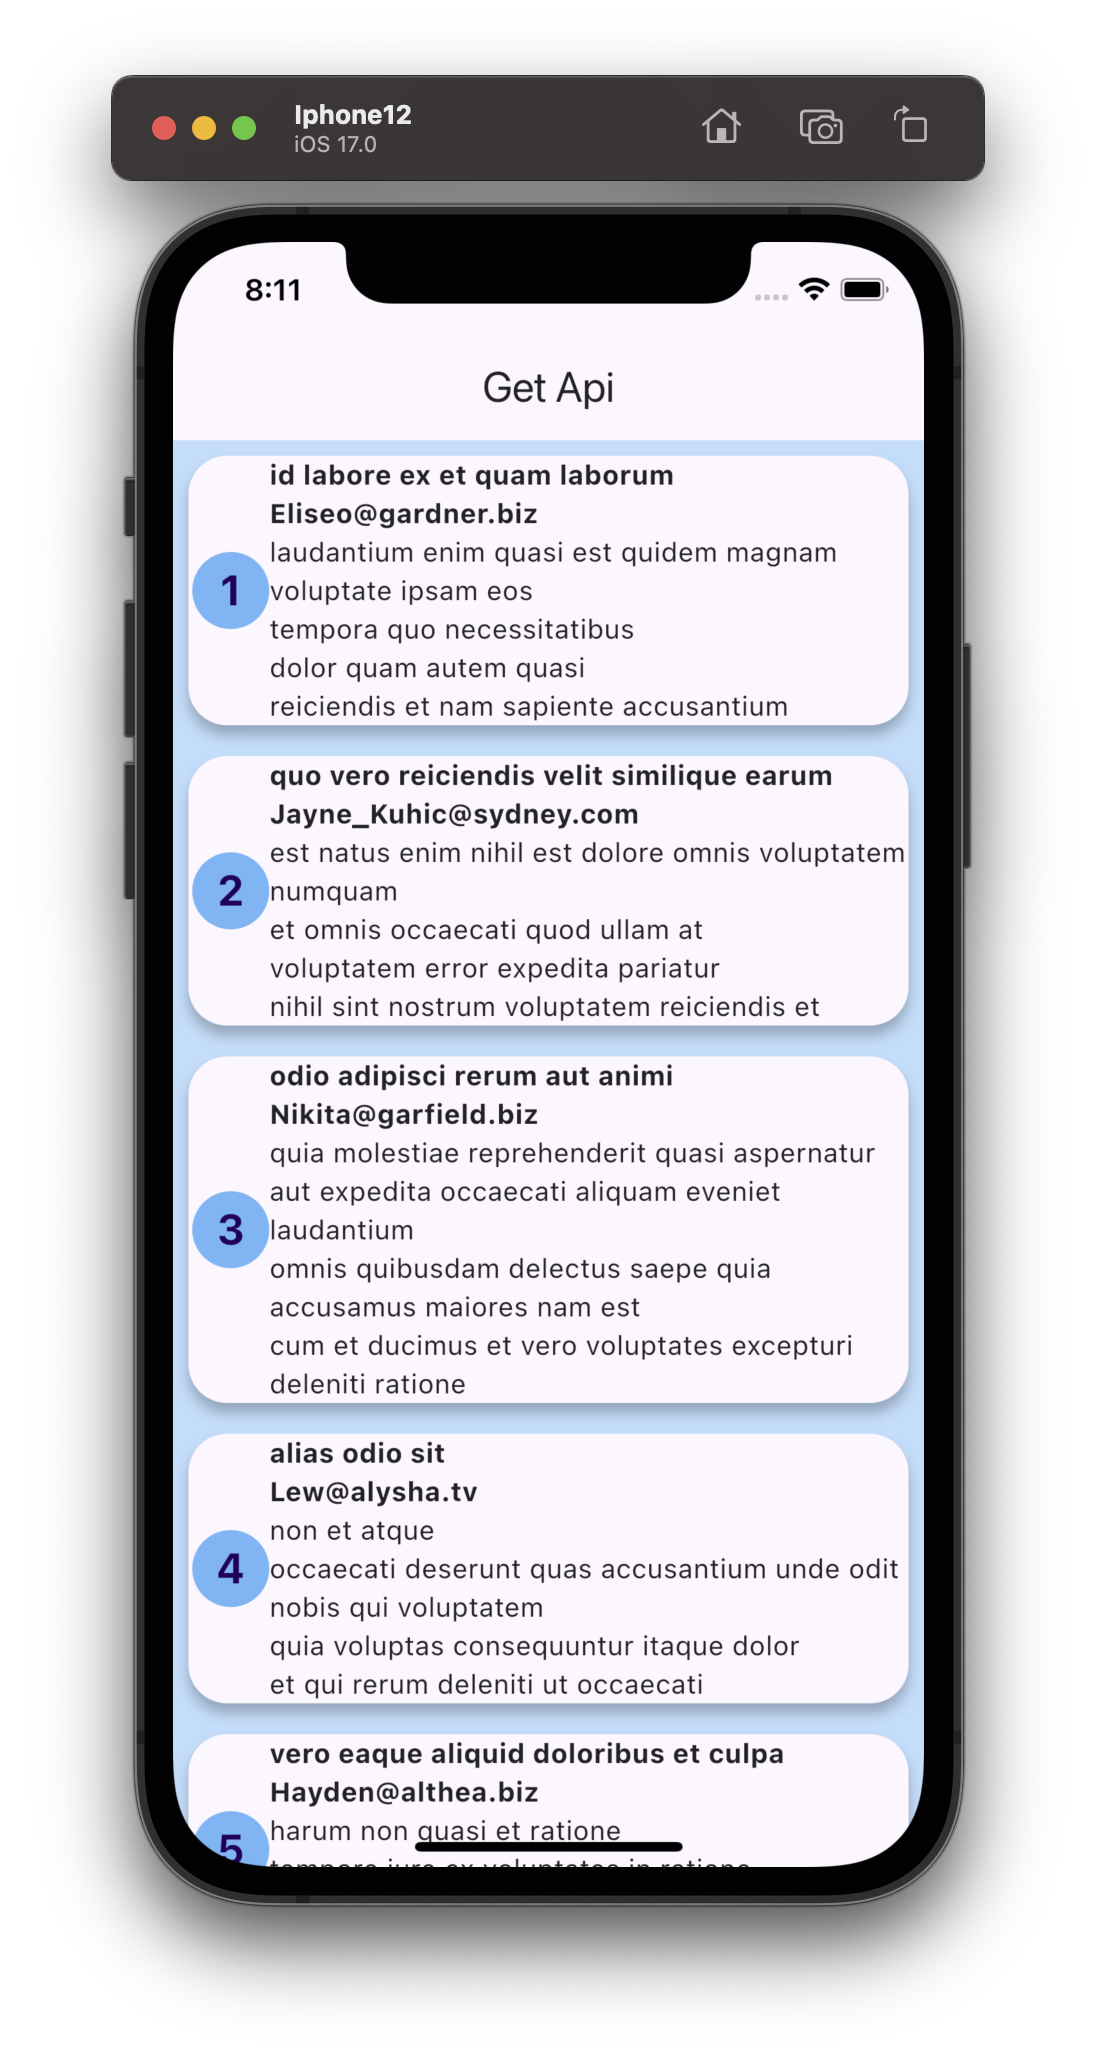 Iphone12
iOS 17.0
8:11
Get Api
id labore ex et quam laborum
Eliseo@gardner.biz
laudantium enim quasi est quidem magnam
1
voluptate ipsam eos
tempora quo necessitatibus
dolor quam autem quasi
reiciendis et nam sapiente accusantium
quo vero reiciendis velit similique earum
Jayne_Kuhic@sydney.com
est natus enim nihil est dolore omnis voluptatem
2
numquam
et omnis occaecati quod ullam at
voluptatem error expedita pariatur
nihil sint nostrum voluptatem reiciendis et
odio adipisci rerum aut animi
Nikita@garfield.biz
quia molestiae reprehenderit quasi aspernatur
aut expedita occaecati aliquam eveniet
3
laudantium
omnis quibusdam delectus saepe quia
accusamus maiores nam est
cum et ducimus et vero voluptates excepturi
deleniti ratione
alias odio sit
Lew@alysha.tv
non et atque
4
occaecati deserunt quas accusantium unde odit
nobis qui voluptatem
quia voluptas consequuntur itaque dolor
et qui rerum deleniti ut occaecati
vero eaque aliquid doloribus et culpa
Hayden@althea.biz
harum non quasi et ratione
5
tempore iure ex voluptates in ratione